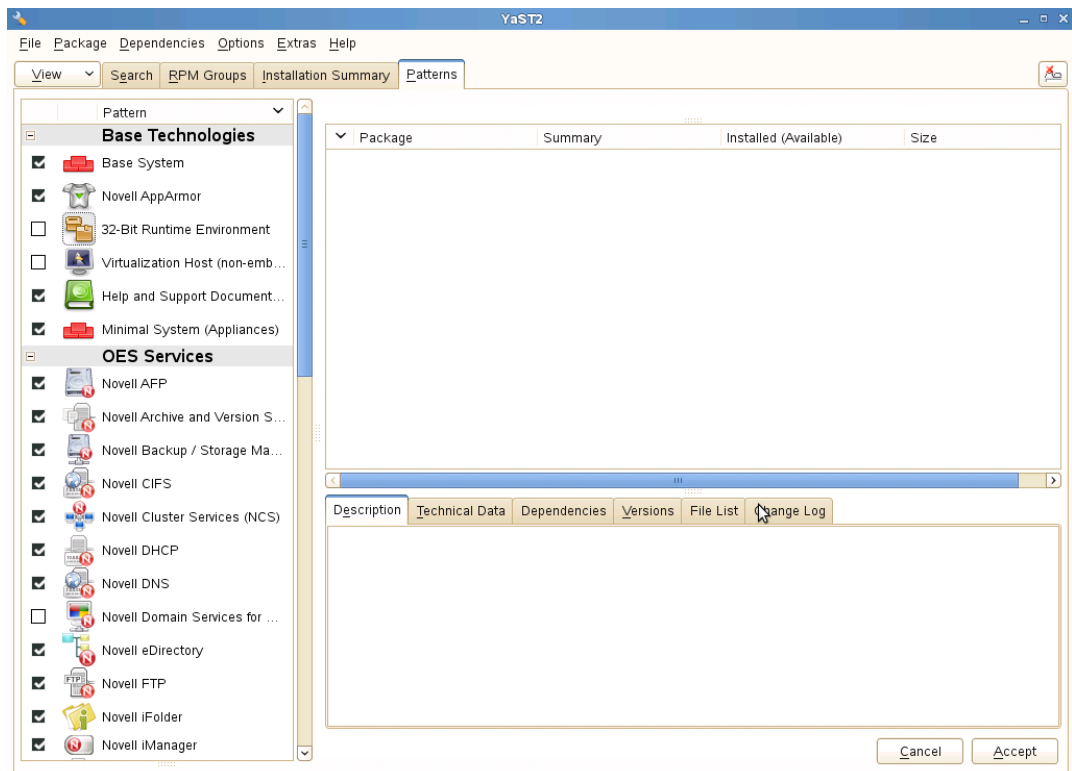 YaST2
File Package Dependencies Options Extras Help
View Search RPM Groups Installation Summary Patterns
Pattern
Base Technologies
Base System
Novell AppArmor
32-Bit Runtime Environment
Virtualization Host (non-emb...
Help and Support Document...
Minimal System (Appliances)
OES Services
Novell AFP
Novell Archive and Version S...
Novell Backup / Storage Ma...
Novell CIFS
Novell Cluster Services (NCS)
Novell DHCP
Novell DNS
Novell Domain Services for ...
Novell eDirectory
Novell FTP
Novell iFolder
Novell iManager
Package Summary Installed (Available) Size
Description Technical Data Dependencies Versions File List Change Log
Cancel Accept